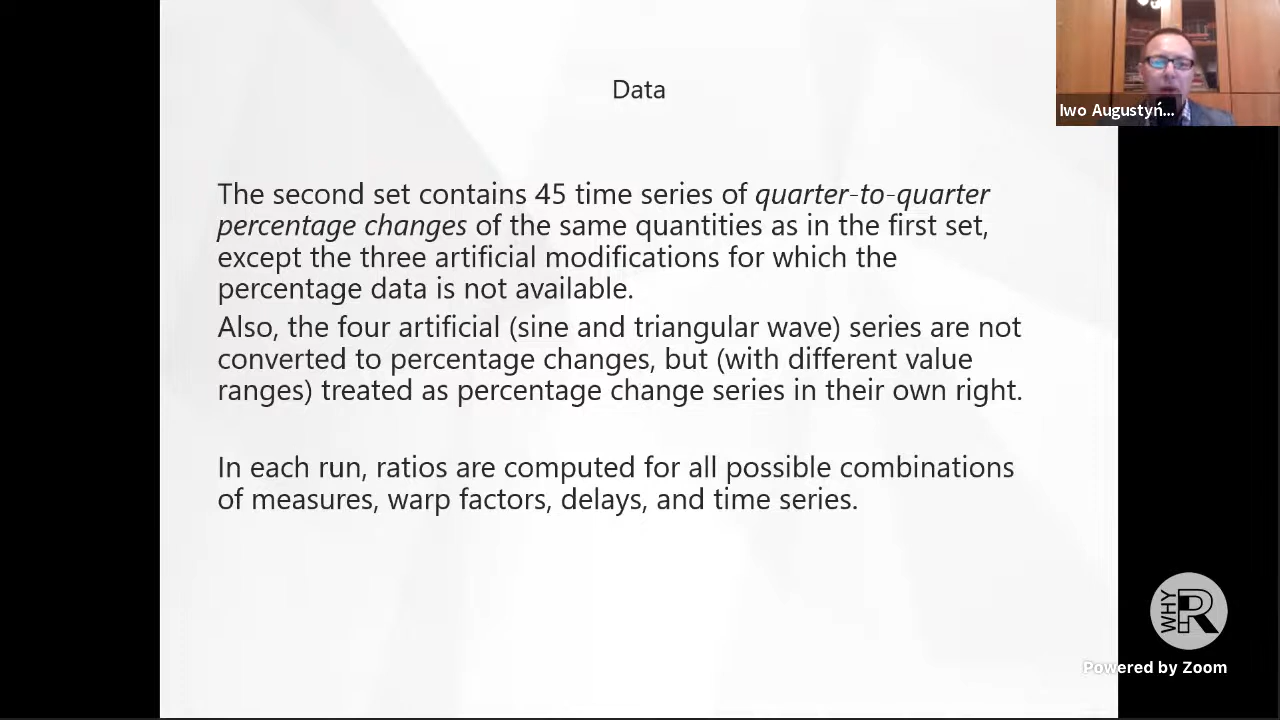 Data
Iwo Augustyń...
The second set contains 45 time series of quarter-to-quarter
percentage changes of the same quantities as in the first set,
except the three artificial modifications for which the
percentage data is not available.
Also, the four artificial (sine and triangular wave) series are not
converted to percentage changes, but (with different value
ranges) treated as percentage change series in their own right.
In each run, ratios are computed for all possible combinations
of measures, warp factors, delays, and time series.
WHY
R
Powered by Zoom